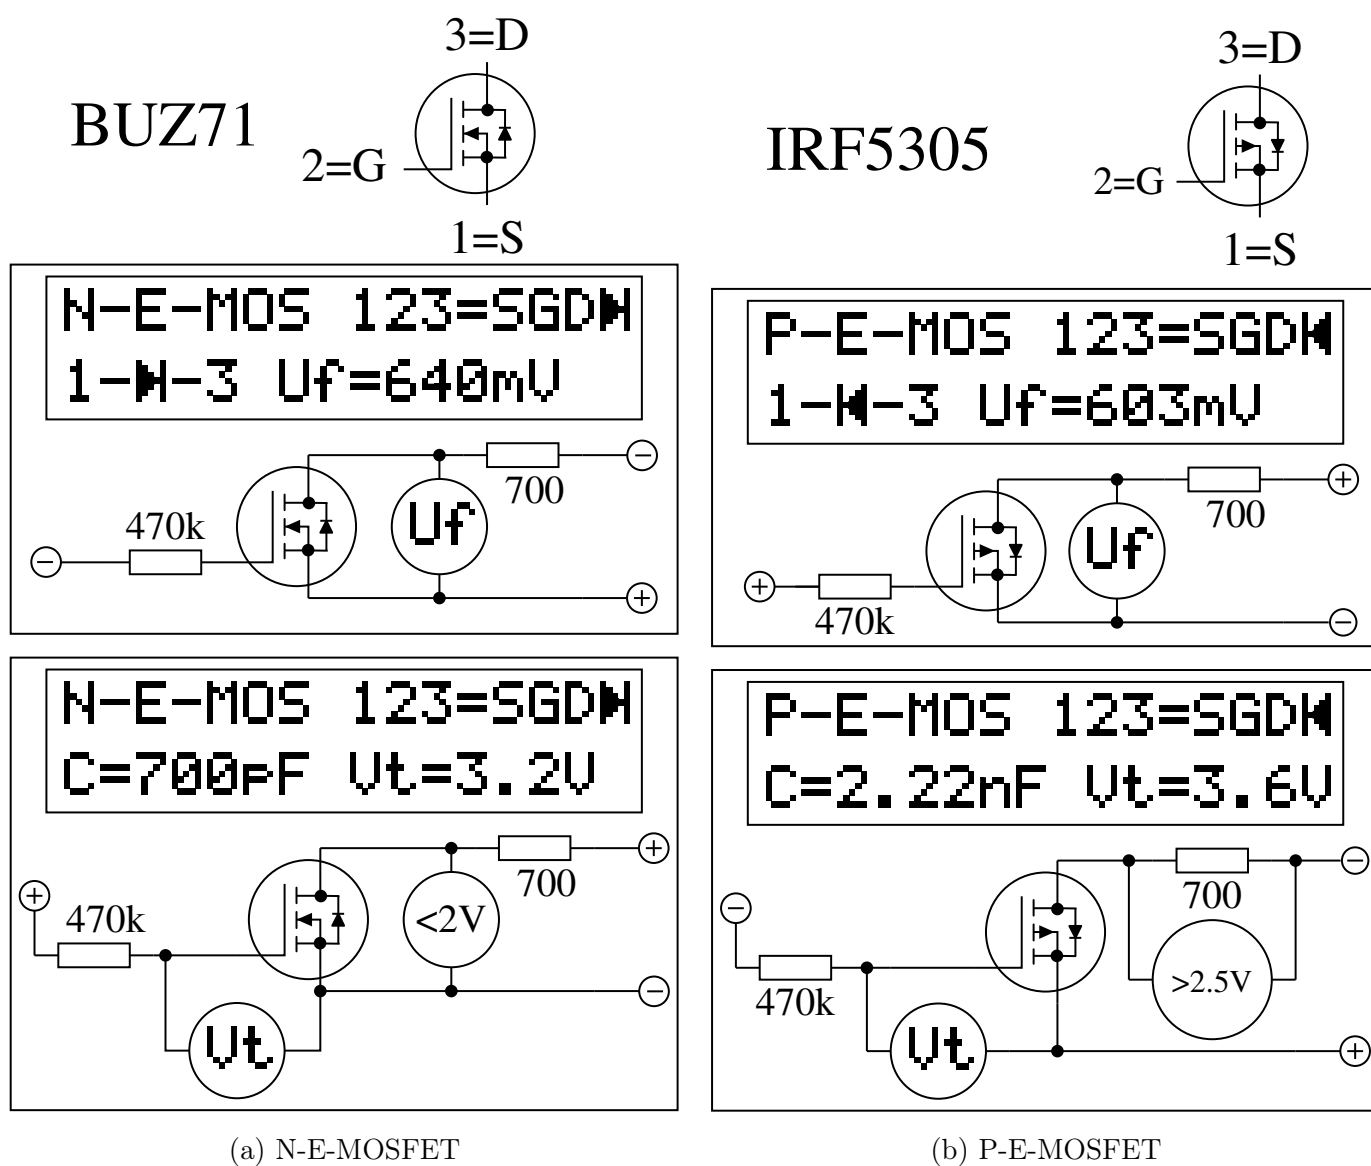 3=D
BUZ71
2=G
1=S
N-E-MOS 123=SGD
1- -3 Uf=640mV
−
700
Uf
470k
−
+
N-E-MOS 123=SGD
C=700pF Vt=3.2V
+
700
+
470k
<2V
−
Vt
(a) N-E-MOSFET
3=D
IRF5305
2=G
1=S
P-E-MOS 123=SGD
1- -3 Uf=603mV
+
700
Uf
+
470k
−
P-E-MOS 123=SGD
C=2.22nF Vt=3.6V
−
700
−
470k
>2.5V
Vt
+
(b) P-E-MOSFET